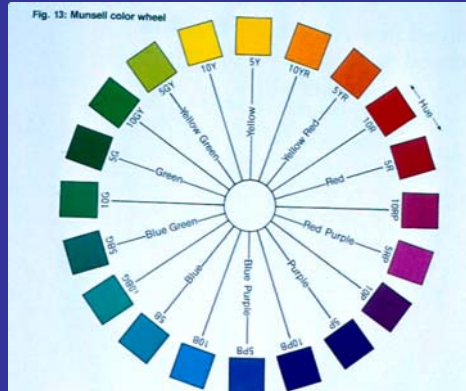 Fig. 13: Munsell color wheel
5Y
10YR
5YR
10R
5R
10RP
5RP
10P
5P
10PB
5PB
10B
5B
10BG
5BG
10G
5G
10GY
5GY
10Y
Hue
Yellow
Yellow Red
Red
Red Purple
Purple
Blue Purple
Blue
Blue Green
Green
Yellow Green